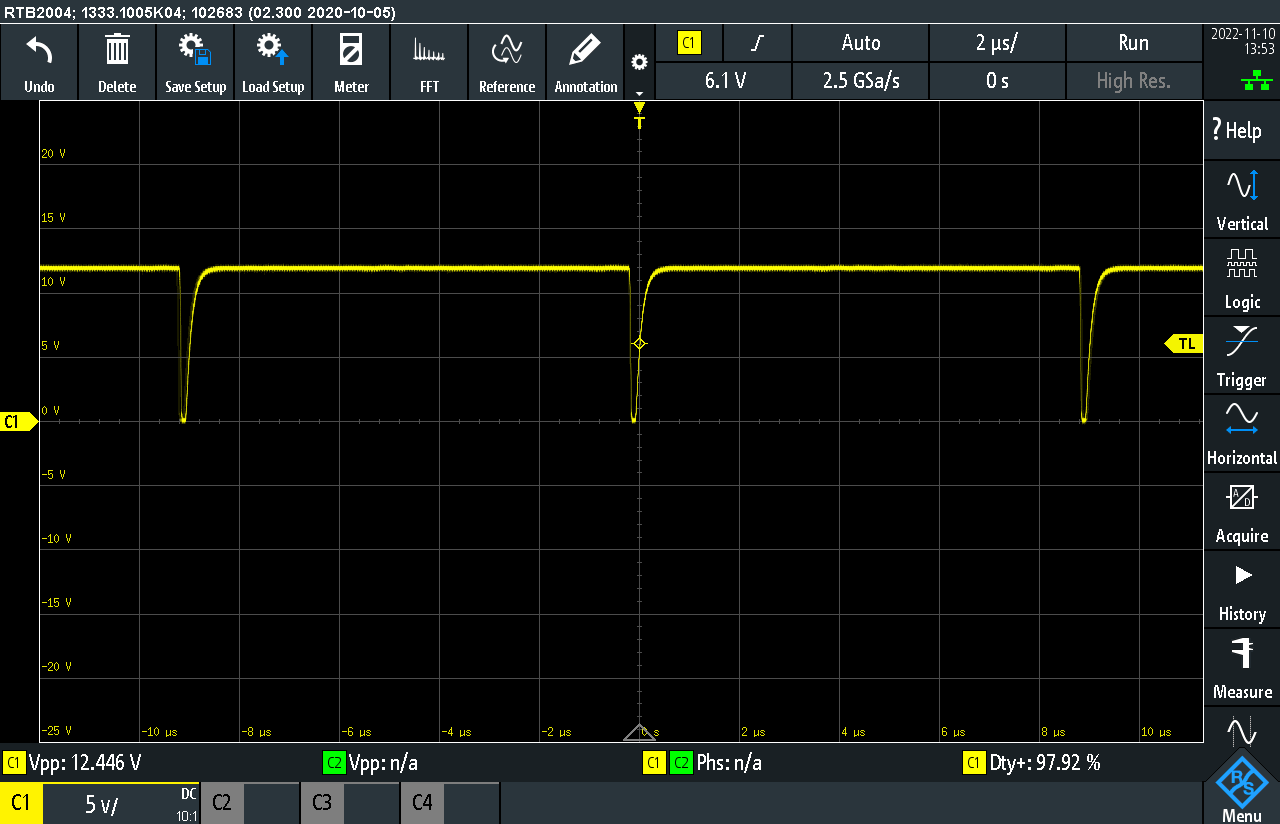 RTB2004; 1333.1005K04; 102683 (02.300 2020-10-05)
Undo
Delete
Save Setup
Load Setup
Meter
FFT
Reference
Annotation
C1
Auto
2 µs/
Run
6.1 V
2.5 GSa/s
0 s
High Res.
2022-11-10
13:53
T
20 V
15 V
10 V
5 V
0 V
-5 V
-10 V
-15 V
-20 V
-25 V
C1
TL
-10 µs
-8 µs
-6 µs
-4 µs
-2 µs
0 s
2 µs
4 µs
6 µs
8 µs
10 µs
? Help
Vertical
Logic
Trigger
Horizontal
A/D
Acquire
History
Measure
R&S
Menu
C1 Vpp: 12.446 V
C2 Vpp: n/a
C1 C2 Phs: n/a
C1 Dty+: 97.92 %
C1
5 V/
DC
10:1
C2
C3
C4